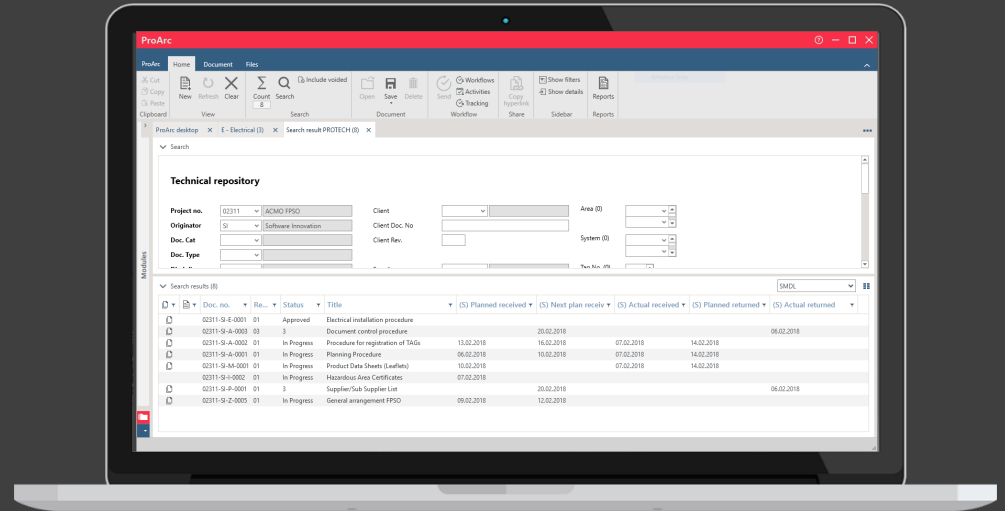 ProArc
ProArc Home Document Files
Cut
Copy
Paste
Clipboard
New Refresh Clear
View
Count Search Include voided
8
Search
Open Save Delete
Document
Send Workflows
Activities
Tracking
Workflow
Copy hyperlink
Share
Show filters
Show details
Sidebar
Reports
Reports
ProArc desktop E - Electrical (3) Search result PROTECH (8)
Search
Technical repository
Project no. 02311 ACMO FPSO Client Area (0)
Originator SI Software Innovation Client Doc. No
Doc. Cat Client Rev. System (0)
Doc. Type
Modules
Search results (8) SMDL
Doc. no. Re... Status Title (S) Planned received (S) Next plan receiv (S) Actual received (S) Planned returned (S) Actual returned
02311-SI-E-0001 01 Approved Electrical installation procedure
02311-SI-A-0003 03 3 Document control procedure 20.02.2018 06.02.2018
02311-SI-A-0002 01 In Progress Procedure for registration of TAGs 13.02.2018 16.02.2018 07.02.2018 14.02.2018
02311-SI-A-0001 01 In Progress Planning Procedure 06.02.2018 10.02.2018 07.02.2018 14.02.2018
02311-SI-M-0001 01 In Progress Product Data Sheets (Leaflets) 10.02.2018 07.02.2018 14.02.2018
02311-SI-I-0002 01 In Progress Hazardous Area Certificates 07.02.2018
02311-SI-P-0001 01 3 Supplier/Sub Supplier List 20.02.2018 06.02.2018
02311-SI-Z-0005 01 In Progress General arrangement FPSO 09.02.2018 12.02.2018